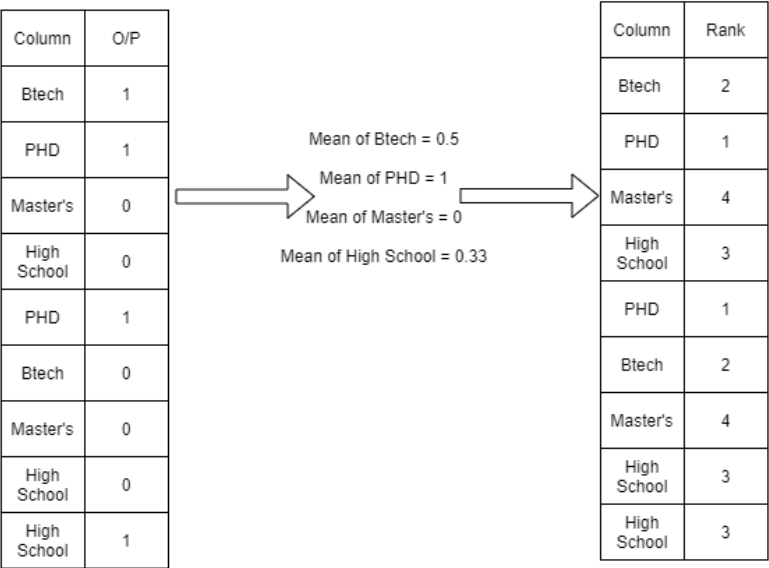 Column O/P
Btech 1
PHD 1
Master's 0
High
School 0
PHD 1
Btech 0
Master's 0
High
School 0
High
School 1
Mean of Btech = 0.5
Mean of PHD = 1
Mean of Master's = 0
Mean of High School = 0.33
Column Rank
Btech 2
PHD 1
Master's 4
High
School 3
PHD 1
Btech 2
Master's 4
High
School 3
High
School 3